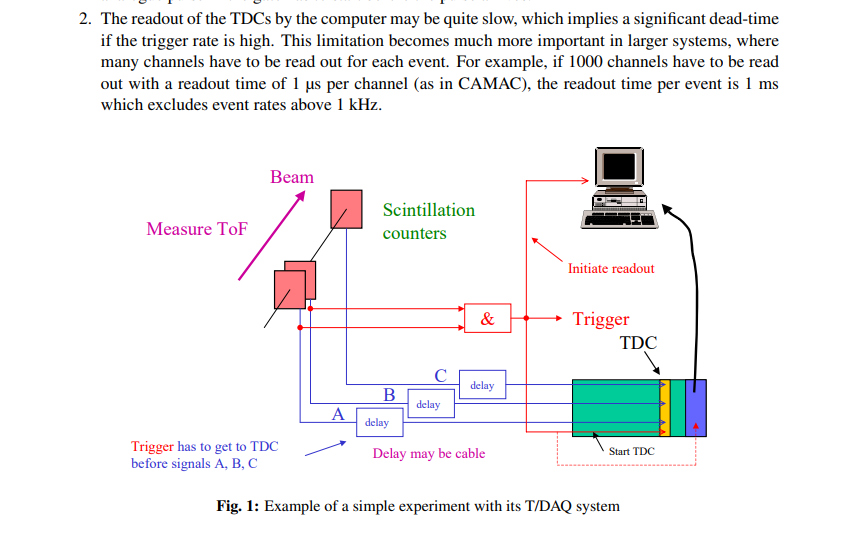 2. The readout of the TDCs by the computer may be quite slow, which implies a significant dead-time
if the trigger rate is high. This limitation becomes much more important in larger systems, where
many channels have to be read out for each event. For example, if 1000 channels have to be read
out with a readout time of 1 µs per channel (as in CAMAC), the readout time per event is 1 ms
which excludes event rates above 1 kHz.
Beam
Measure ToF
Scintillation
counters
Initiate readout
&
Trigger
TDC
C
delay
B
delay
A
delay
Trigger has to get to TDC
before signals A, B, C
Delay may be cable
Start TDC
Fig. 1: Example of a simple experiment with its T/DAQ system